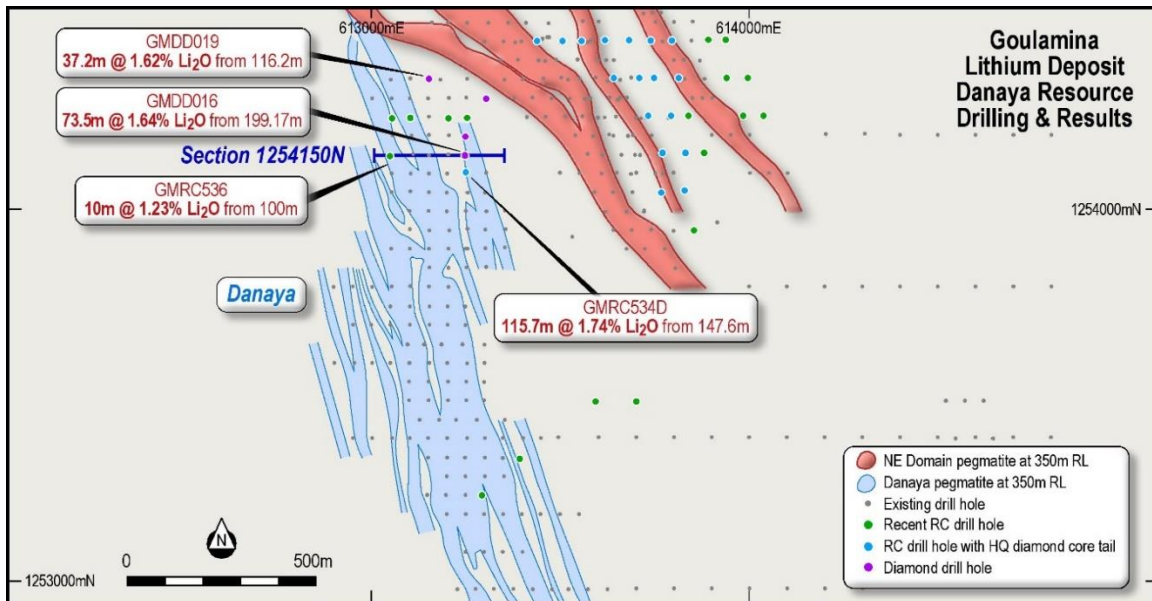 613000mE
614000mE
Goulamina
Lithium Deposit
Danaya Resource
Drilling & Results
GMDD019
37.2m @ 1.62% Li₂O from 116.2m
GMDD016
73.5m @ 1.64% Li₂O from 199.17m
Section 1254150N
GMRC536
10m @ 1.23% Li₂O from 100m
1254000mN
Danaya
GMRC534D
115.7m @ 1.74% Li₂O from 147.6m
NE Domain pegmatite at 350m RL
Danaya pegmatite at 350m RL
Existing drill hole
Recent RC drill hole
RC drill hole with HQ diamond core tail
Diamond drill hole
N
0
500m
1253000mN